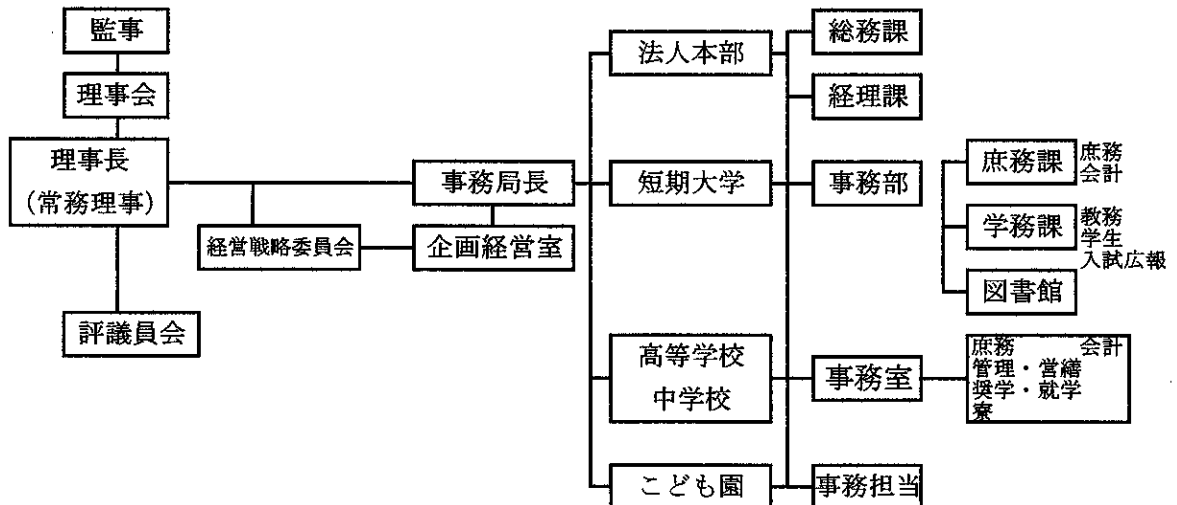 監事
理事会
理事長
(常務理事)
評議員会
経営戦略委員会
事務局長
企画経営室
法人本部
短期大学
高等学校
中学校
こども園
総務課
経理課
事務部
事務室
事務担当
庶務課
庶務
会計
学務課
教務
学生
入試広報
図書館
庶務 会計
管理・営繕
奨学・就学
寮